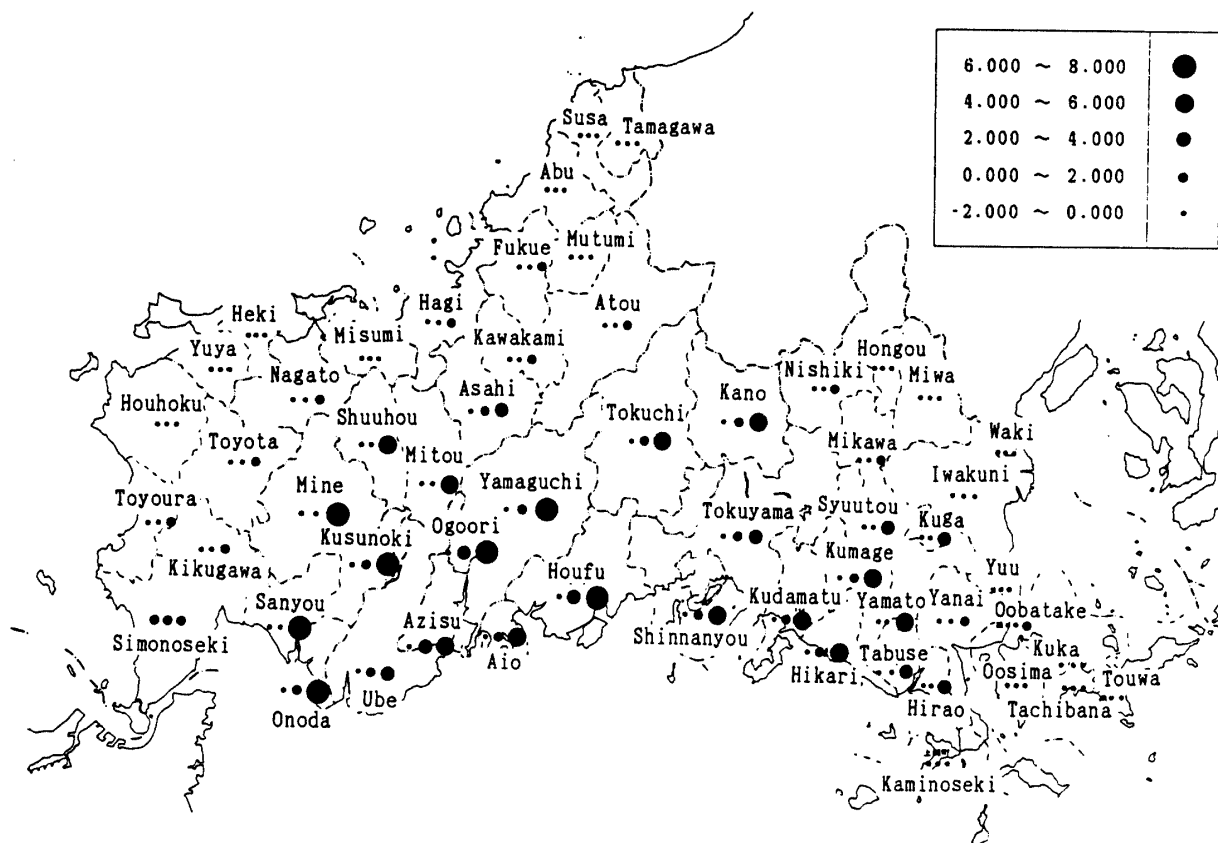 6.000 ~ 8.000
4.000 ~ 6.000
2.000 ~ 4.000
0.000 ~ 2.000
-2.000 ~ 0.000
Susa
Tamagawa
Abu
Fukue
Mutumi
Hagi
Atou
Heki
Misumi
Kawakami
Yuya
Nagato
Asahi
Hongou
Nishiki
Miwa
Houhoku
Shuuhou
Tokuchi
Kano
Toyota
Mitou
Mikawa
Waki
Iwakuni
Mine
Yamaguchi
Toyoura
Ogoori
Tokuyama
Syuutou
Kuga
Kusunoki
Kumage
Kikugawa
Houfu
Yuu
Sanyou
Kudamatu
Yamato
Yanai
Oobatake
Simonoseki
Azisu
Aio
Shinnanyou
Hikari
Tabuse
Kuka
Oosima
Touwa
Ube
Onoda
Hirao
Tachibana
Kaminoseki